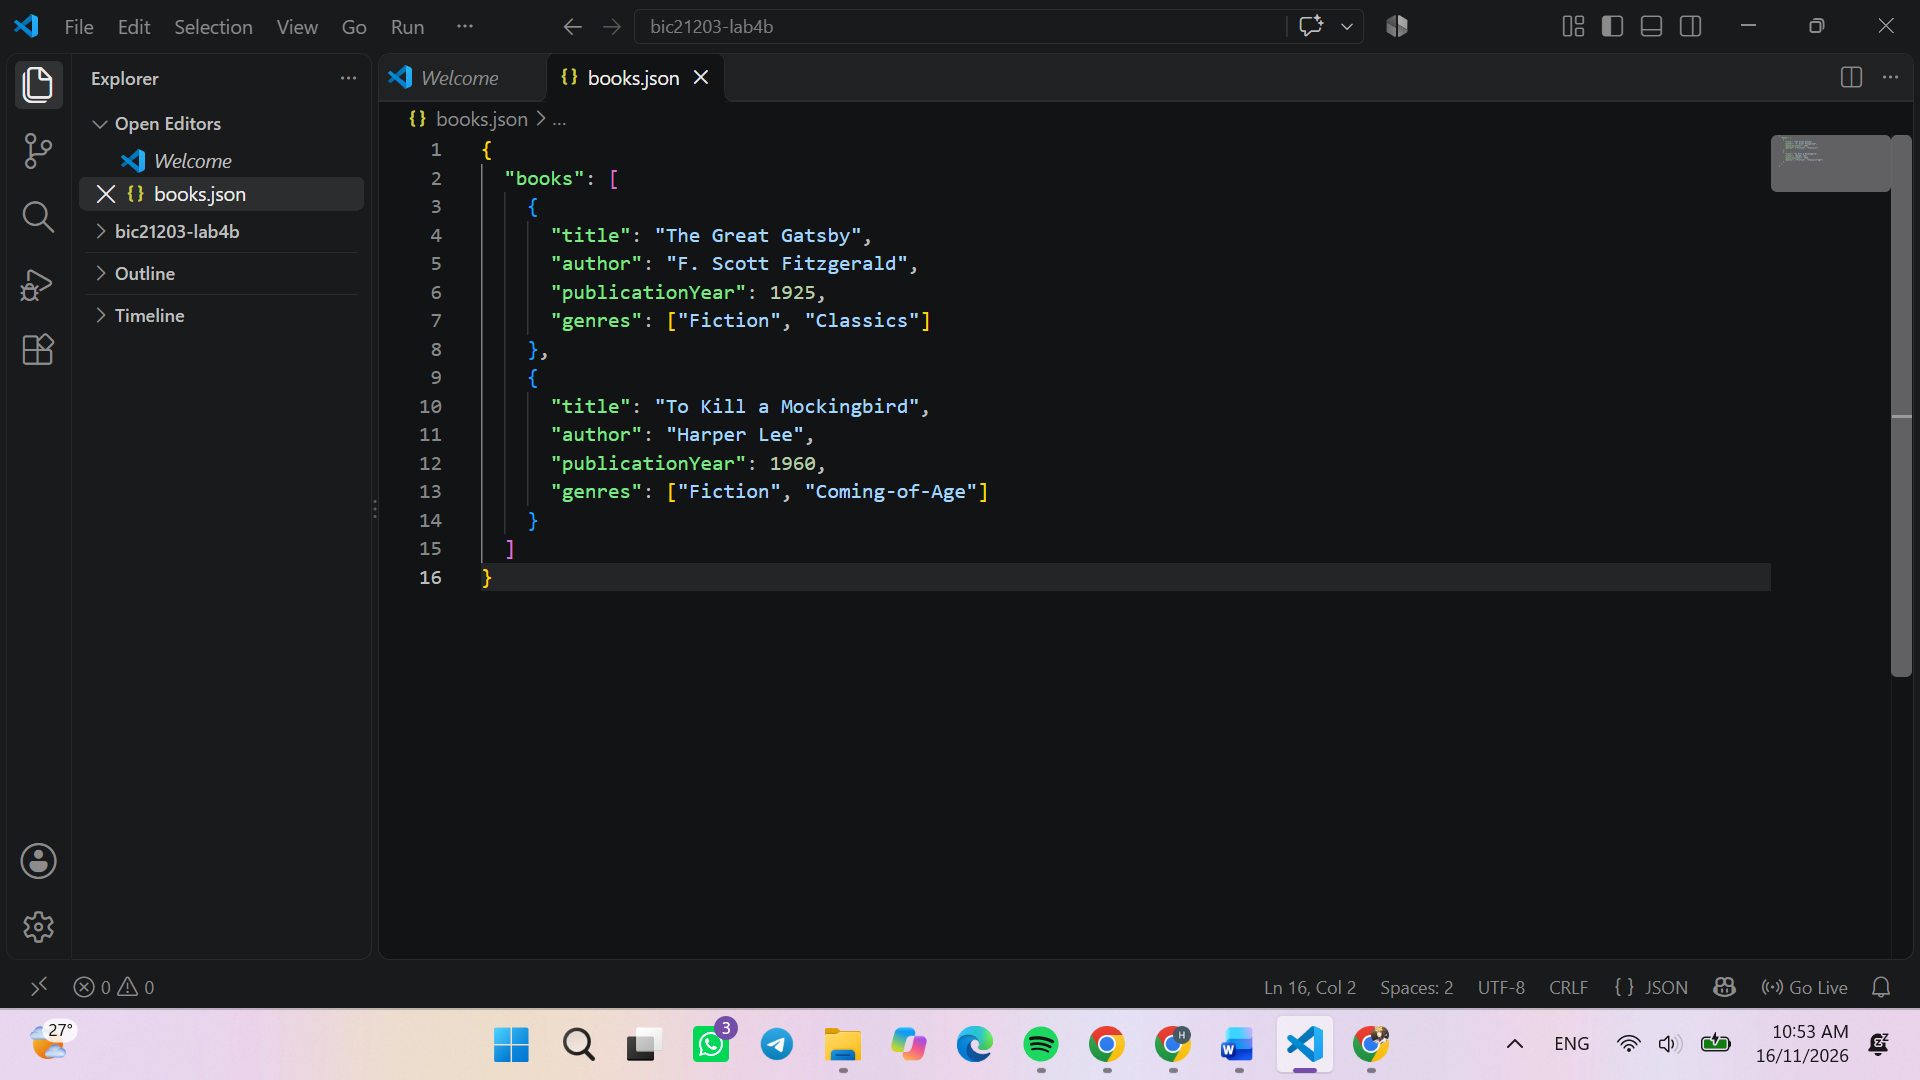 File Edit Selection View Go Run ···
bic21203-lab4b
Explorer
Open Editors
Welcome
books.json
bic21203-lab4b
Outline
Timeline
Welcome
{} books.json
{} books.json > ...
1 {
2 "books": [
3 {
4 "title": "The Great Gatsby",
5 "author": "F. Scott Fitzgerald",
6 "publicationYear": 1925,
7 "genres": ["Fiction", "Classics"]
8 },
9 {
10 "title": "To Kill a Mockingbird",
11 "author": "Harper Lee",
12 "publicationYear": 1960,
13 "genres": ["Fiction", "Coming-of-Age"]
14 }
15 ]
16 }
0 0
Ln 16, Col 2 Spaces: 2 UTF-8 CRLF {} JSON Go Live
27°
3
H
W
ENG
10:53 AM
16/11/2026